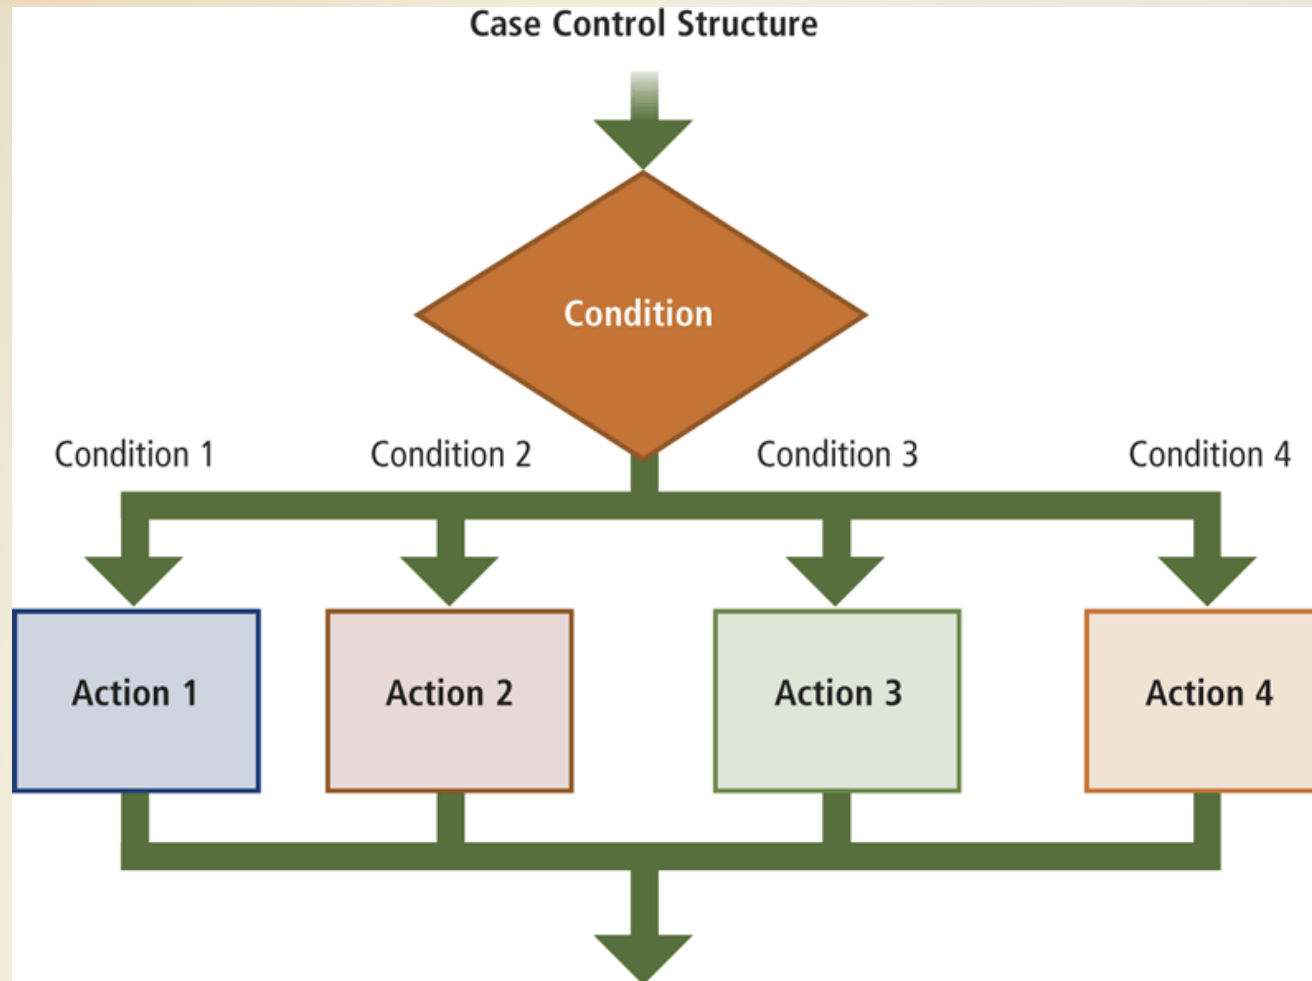 Case Control Structure
Condition
Condition 1
Condition 2
Condition 3
Condition 4
Action 1
Action 2
Action 3
Action 4